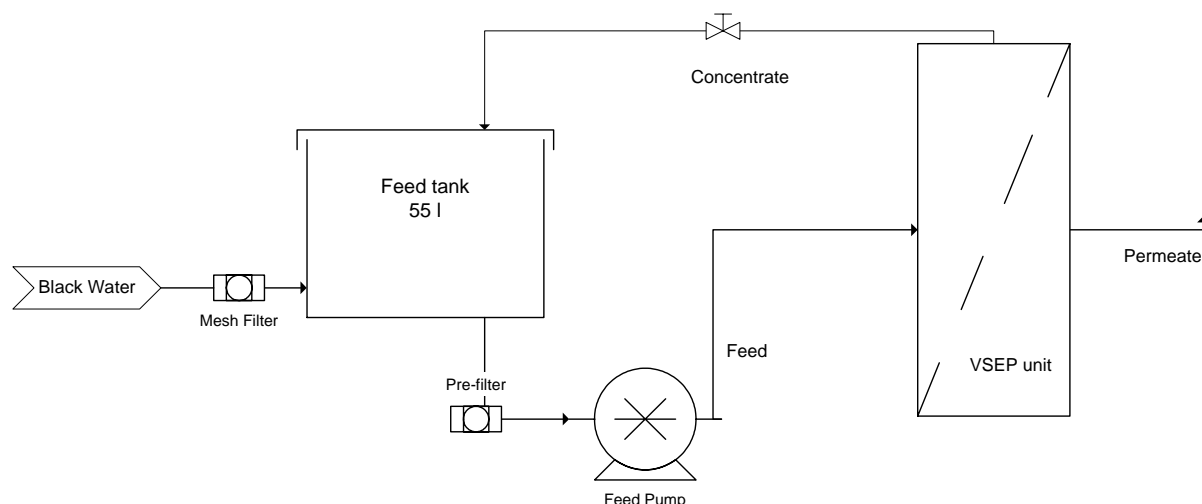 Concentrate
Feed tank
55 l
Permeate
Black Water
Mesh Filter
Feed
VSEP unit
Pre-filter
Feed Pump